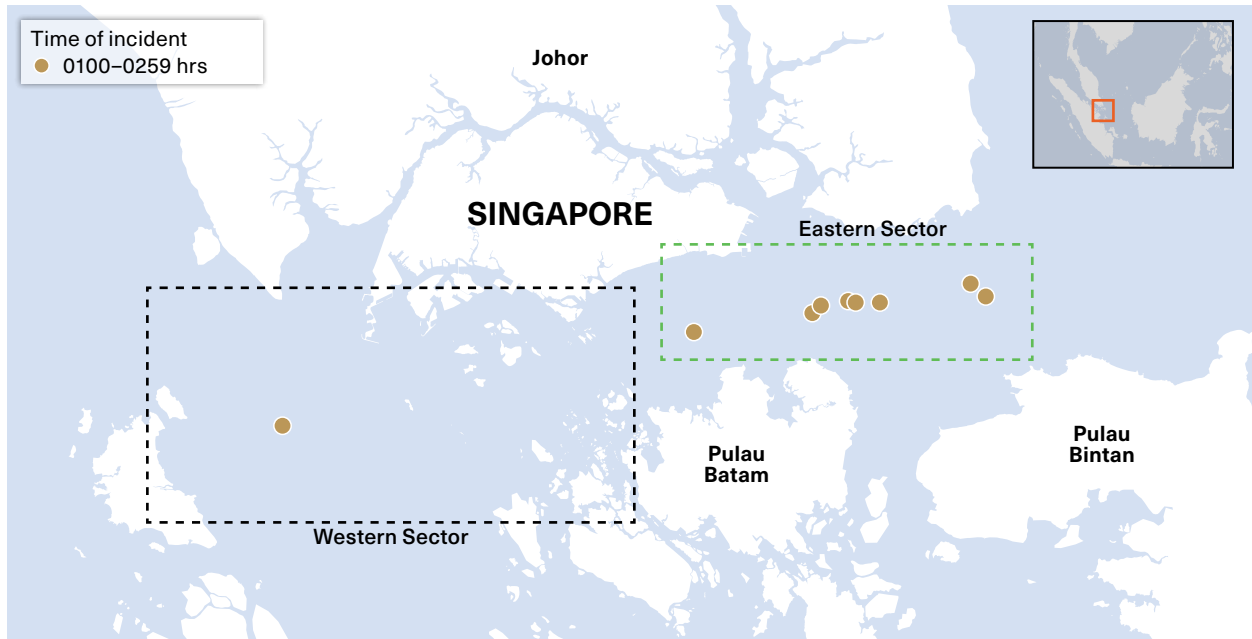 Time of incident
0100–0259 hrs
Johor
SINGAPORE
Eastern Sector
Pulau
Batam
Pulau
Bintan
Western Sector